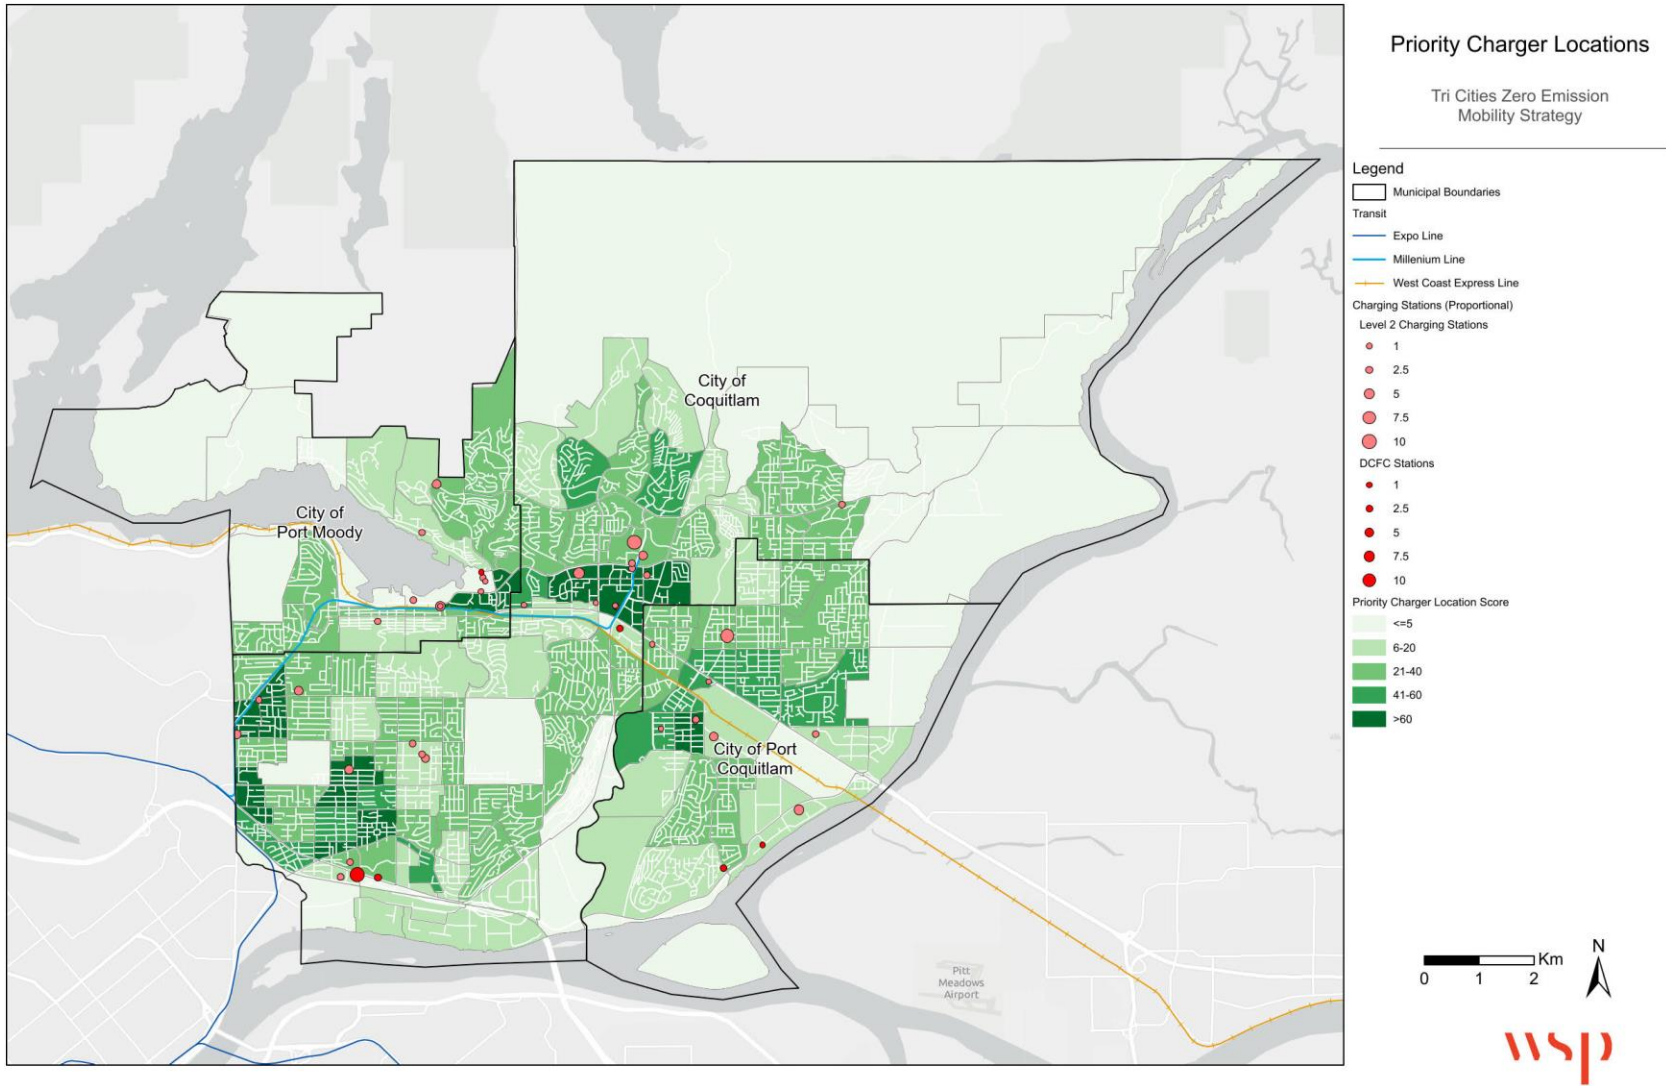 Priority Charger Locations
Tri Cities Zero Emission
Mobility Strategy
Legend
Municipal Boundaries
Transit
Expo Line
Millenium Line
West Coast Express Line
Charging Stations (Proportional)
Level 2 Charging Stations
1
2.5
5
7.5
10
DCFC Stations
1
2.5
5
7.5
10
Priority Charger Location Score
<=5
6-20
21-40
41-60
>60
City of
Coquitlam
City of
Port Moody
City of Port
Coquitlam
Pitt
Meadows
Airport
N
Km
0 1 2
wsp